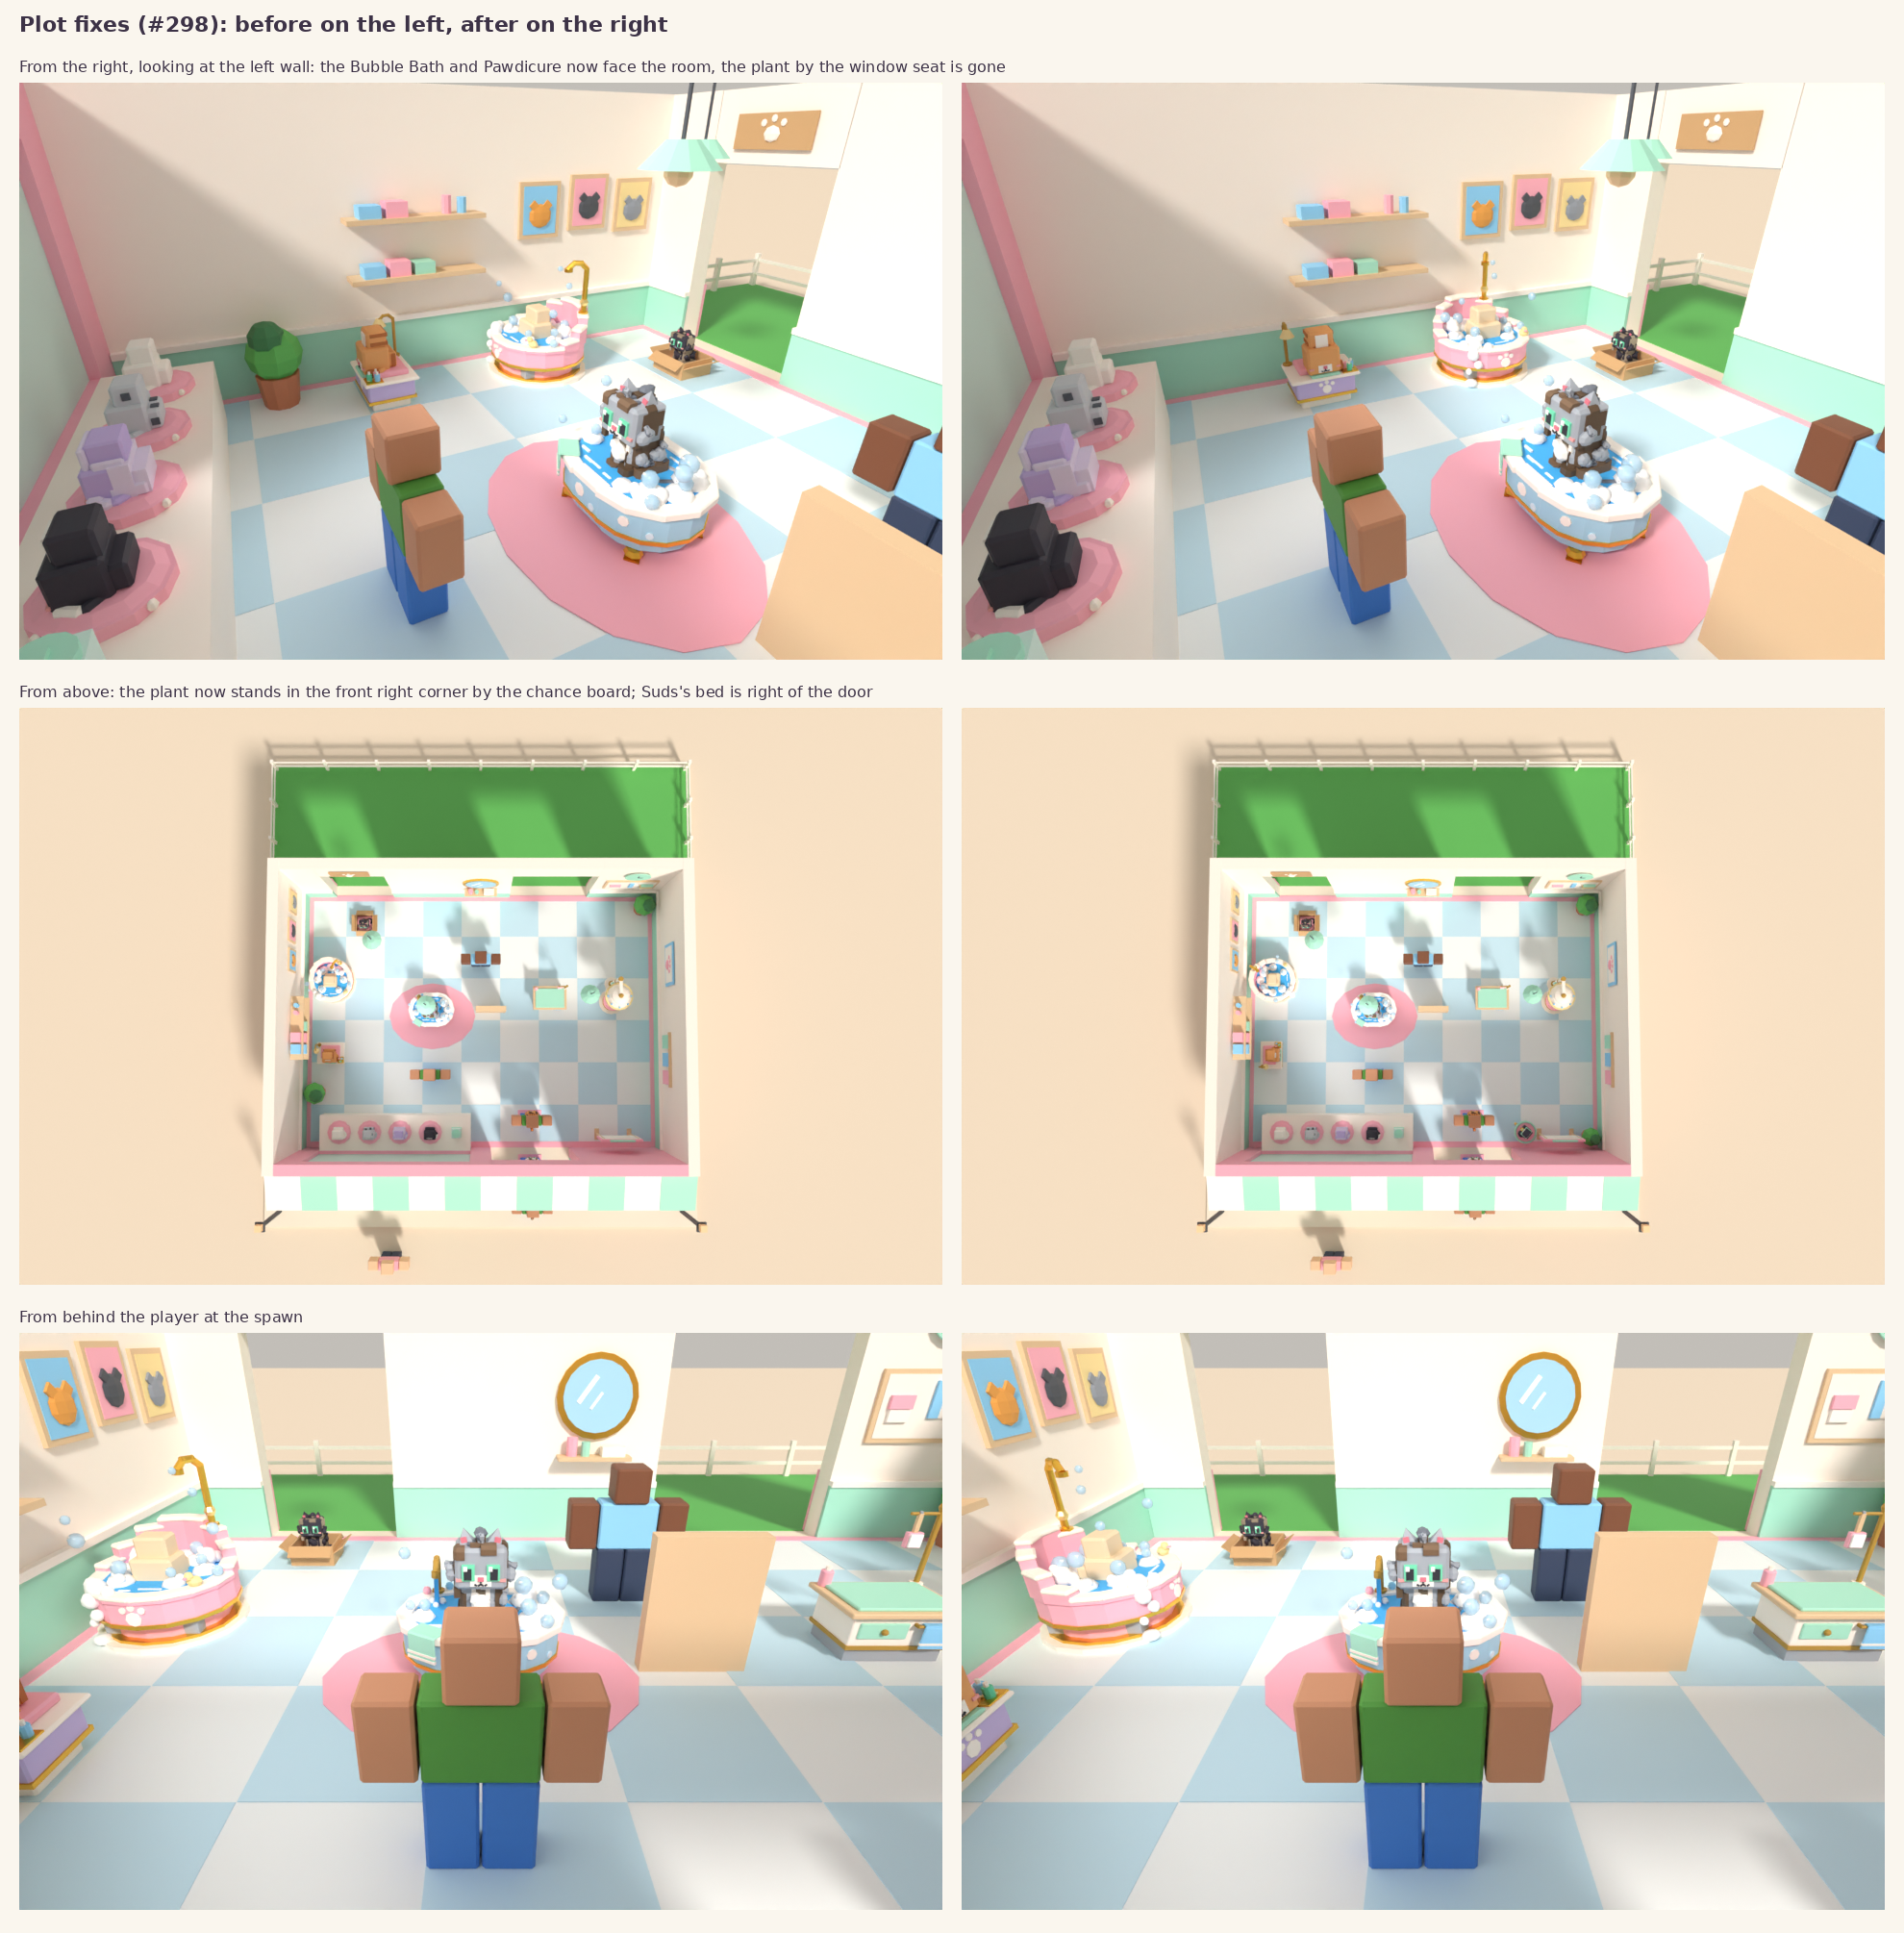 Plot fixes (#298): before on the left, after on the right
From the right, looking at the left wall: the Bubble Bath and Pawdicure now face the room, the plant by the window seat is gone
From above: the plant now stands in the front right corner by the chance board; Suds's bed is right of the door
From behind the player at the spawn